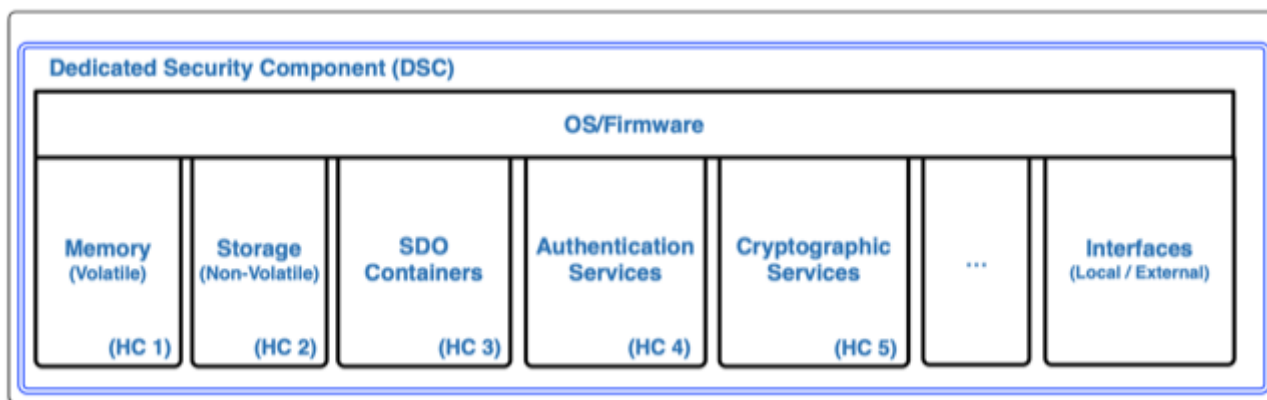 Dedicated Security Component (DSC)
OS/Firmware
Memory
(Volatile)
(HC 1)
Storage
(Non-Volatile)
(HC 2)
SDO
Containers
(HC 3)
Authentication
Services
(HC 4)
Cryptographic
Services
(HC 5)
...
Interfaces
(Local / External)